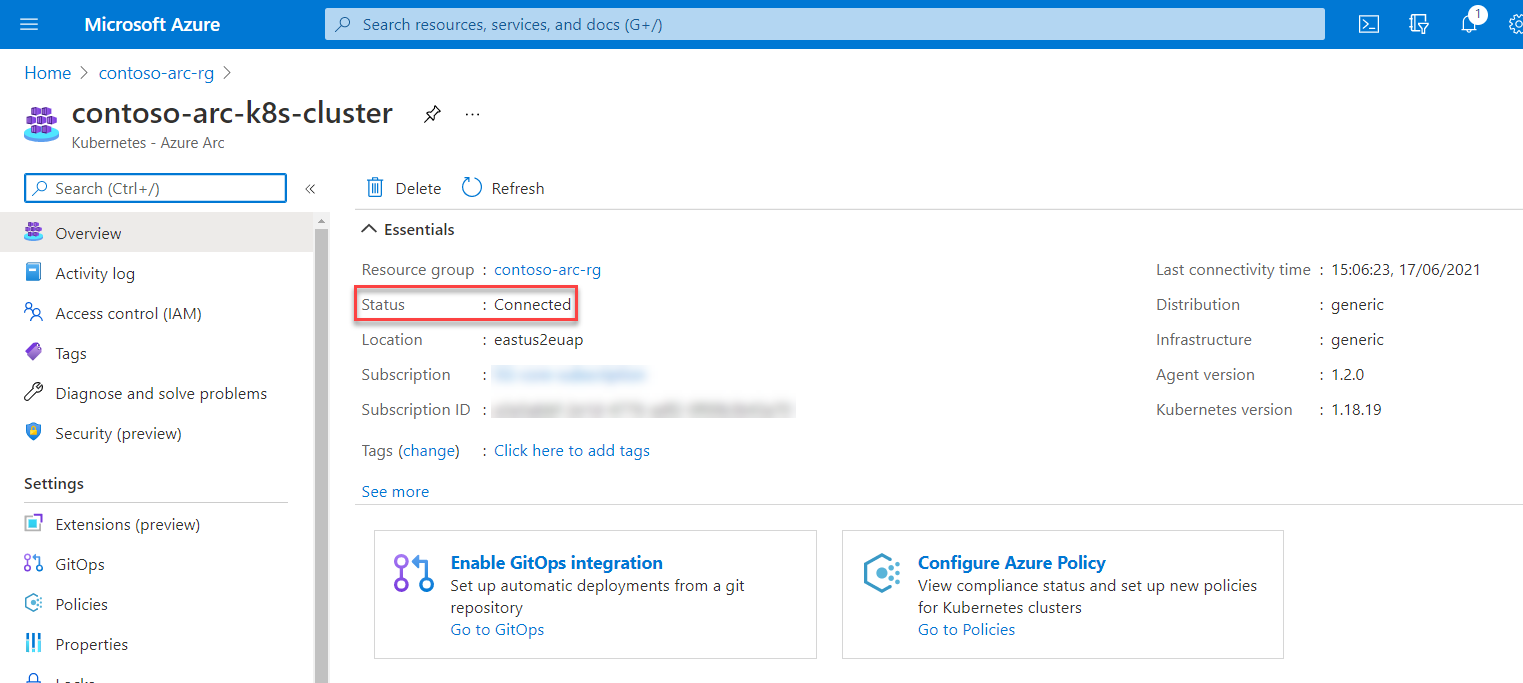 Microsoft Azure
Search resources, services, and docs (G+/)
1
Home > contoso-arc-rg >
contoso-arc-k8s-cluster
...
Kubernetes - Azure Arc
Search (Ctrl+/)
«
Delete
Refresh
Overview
Activity log
Access control (IAM)
Tags
Diagnose and solve problems
Security (preview)
Settings
Extensions (preview)
GitOps
Policies
Properties
Locks
Essentials
Resource group : contoso-arc-rg
Status : Connected
Location : eastus2euap
Subscription :
Subscription ID :
Tags (change) : Click here to add tags
See more
Last connectivity time : 15:06:23, 17/06/2021
Distribution : generic
Infrastructure : generic
Agent version : 1.2.0
Kubernetes version : 1.18.19
Enable GitOps integration
Set up automatic deployments from a git
repository
Go to GitOps
Configure Azure Policy
View compliance status and set up new policies
for Kubernetes clusters
Go to Policies